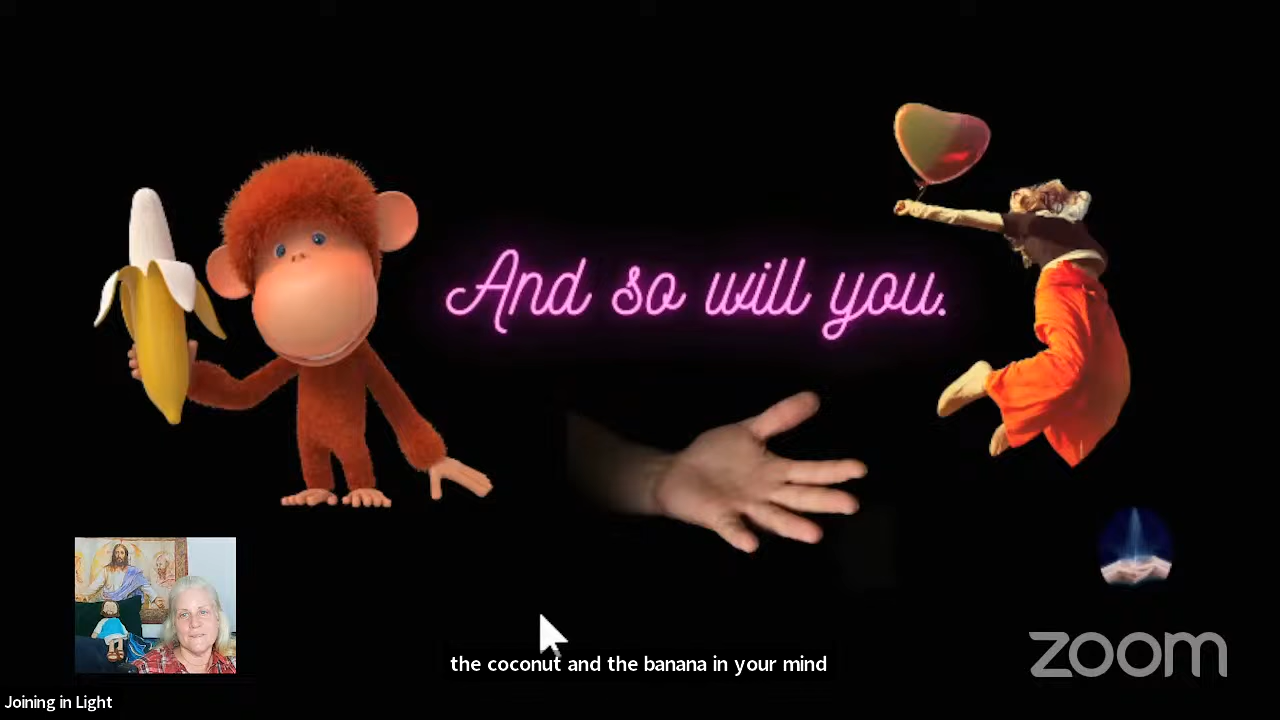 And so will you.
the coconut and the banana in your mind
zoom
Joining in Light